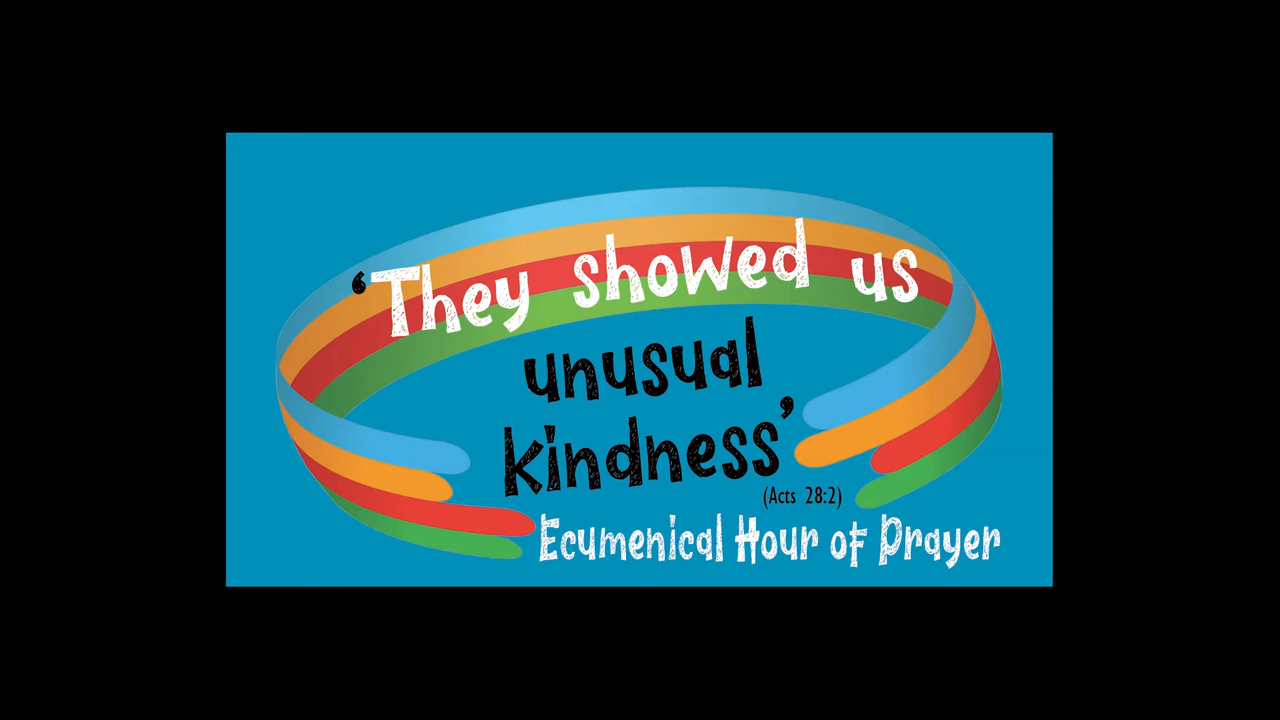 ‘They showed us
unusual
kindness’
(Acts 28:2)
Ecumenical Hour of Prayer